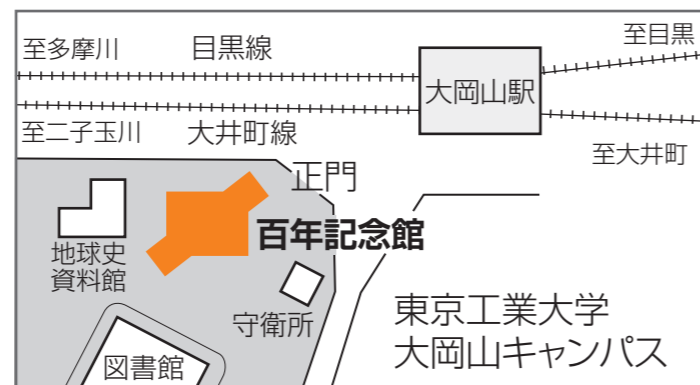 至多摩川
目黒線
至目黒
大岡山駅
至二子玉川
大井町線
至大井町
正門
百年記念館
地球史
資料館
守衛所
東京工業大学
大岡山キャンパス
図書館